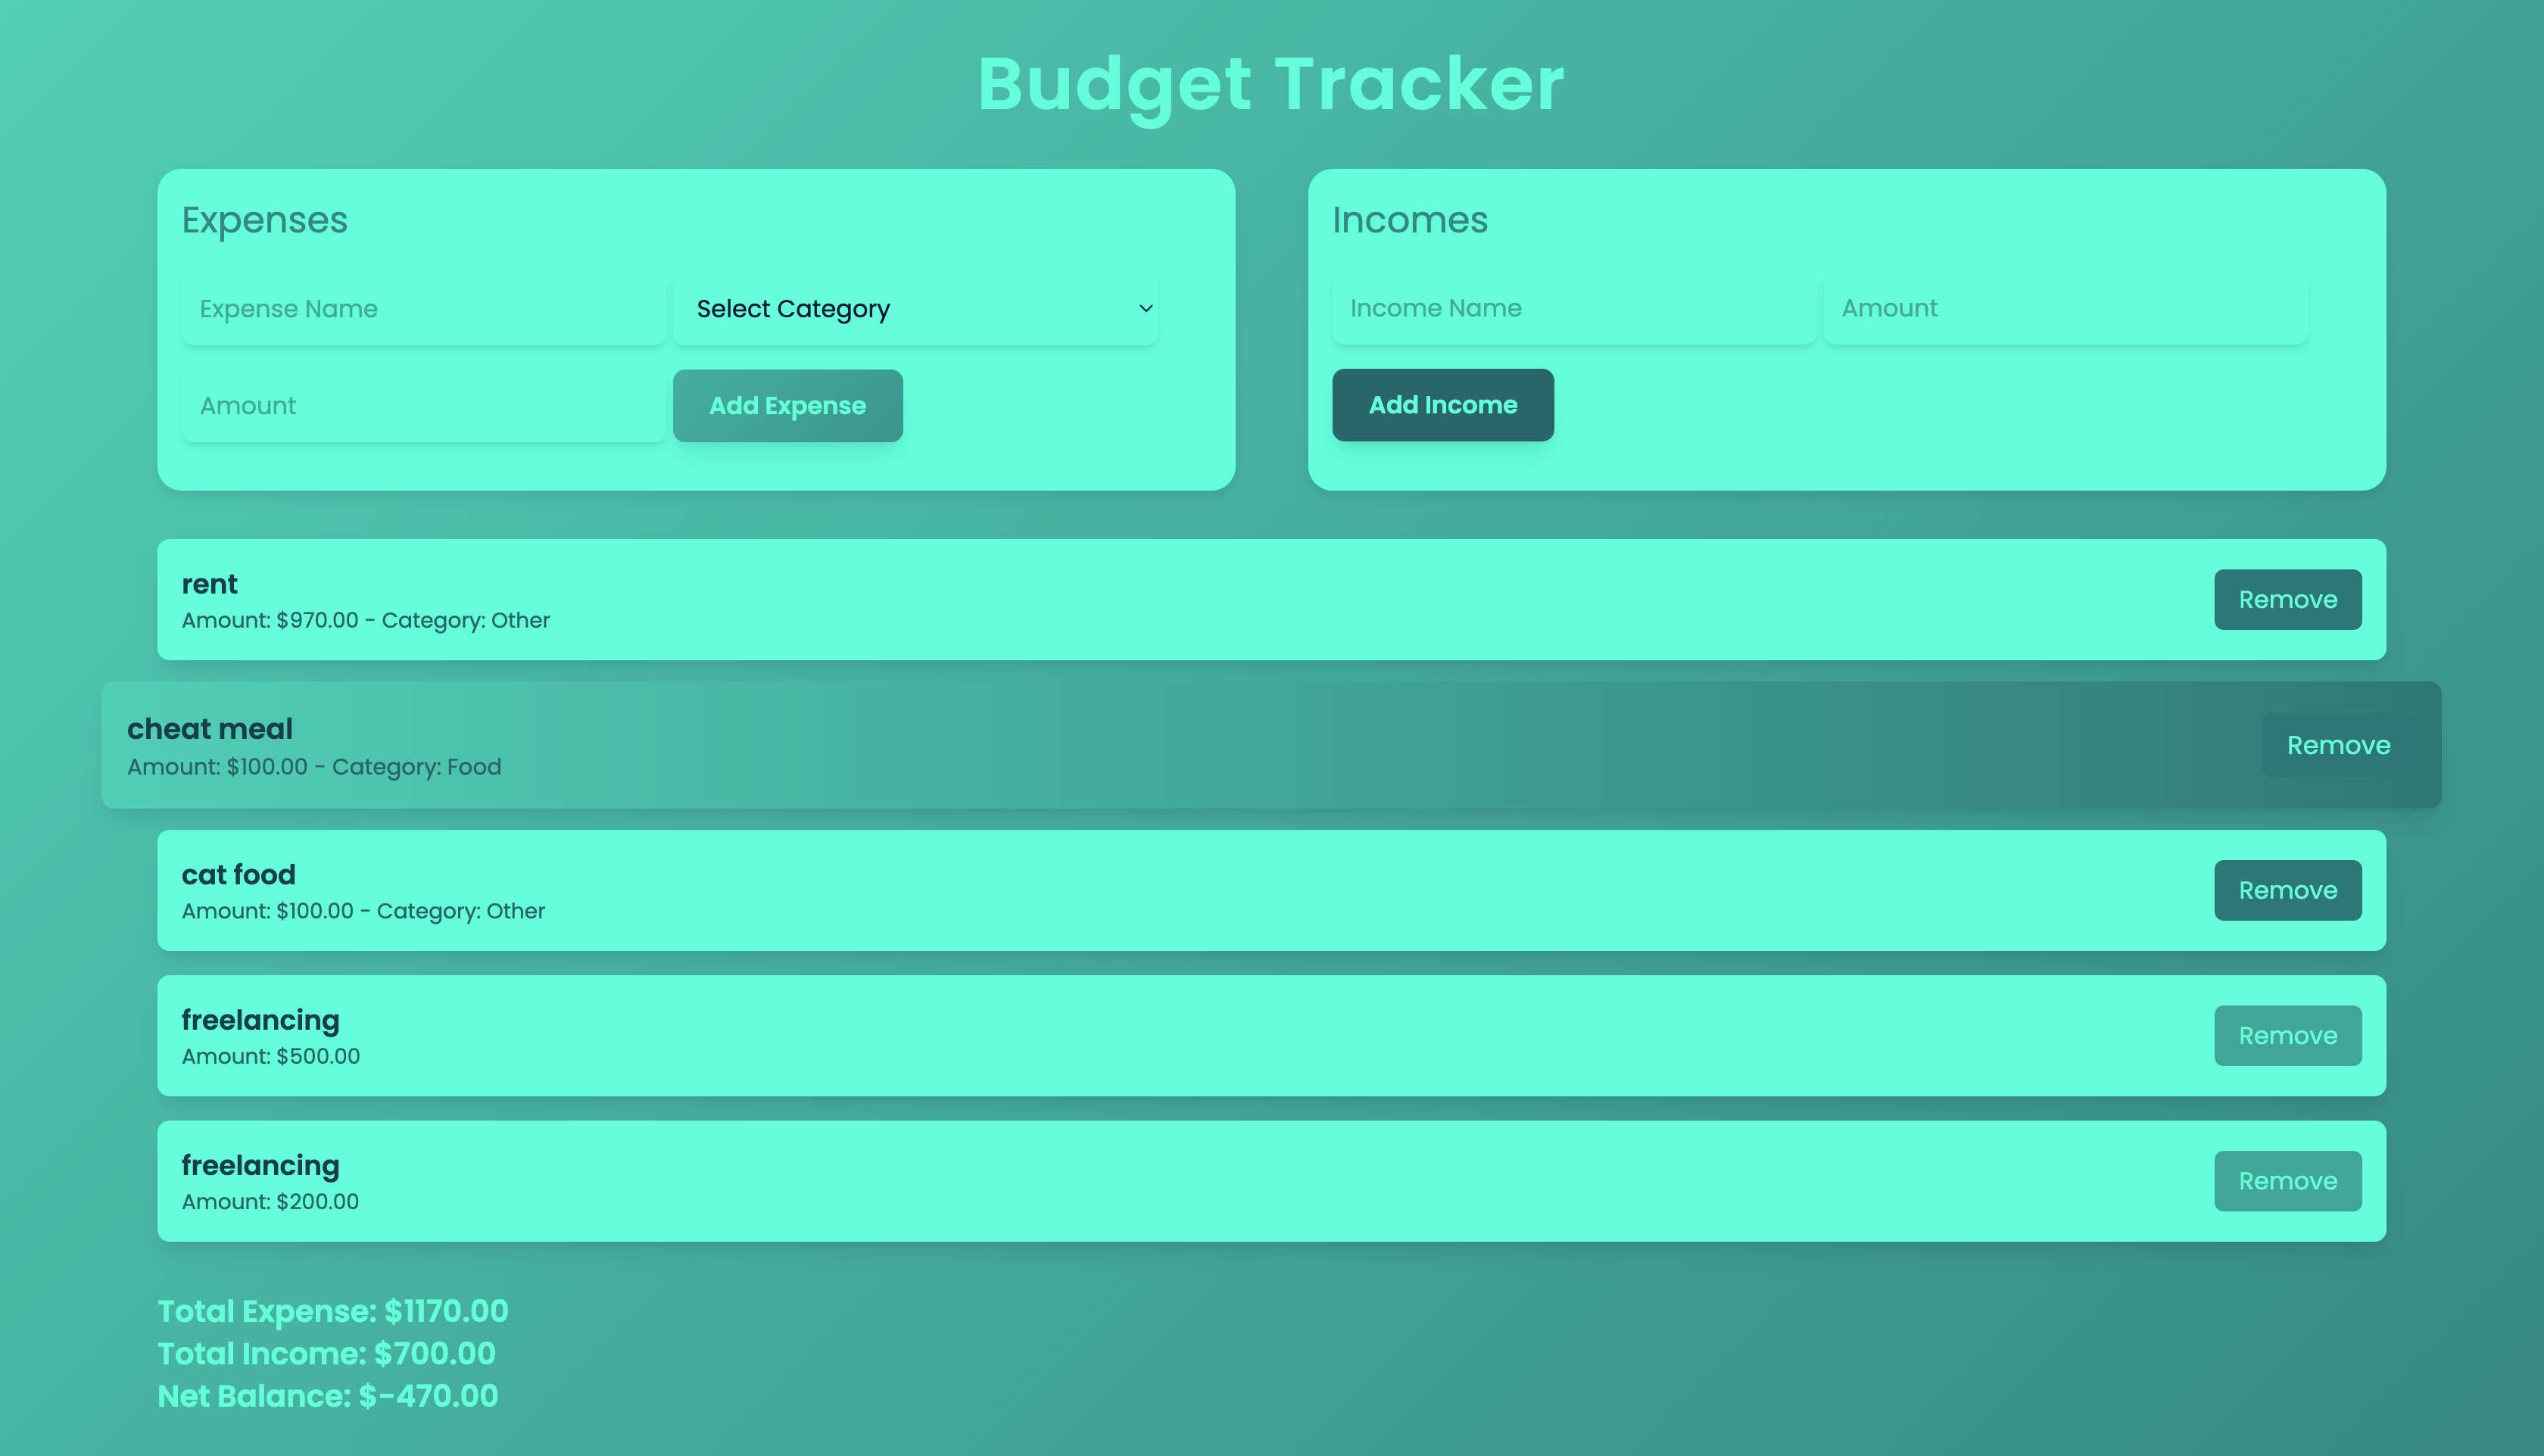 Budget Tracker
Expenses
Expense Name
Select Category
Amount
Add Expense
Incomes
Income Name
Amount
Add Income
rent
Amount: $970.00 - Category: Other
Remove
cheat meal
Amount: $100.00 - Category: Food
Remove
cat food
Amount: $100.00 - Category: Other
Remove
freelancing
Amount: $500.00
Remove
freelancing
Amount: $200.00
Remove
Total Expense: $1170.00
Total Income: $700.00
Net Balance: $-470.00